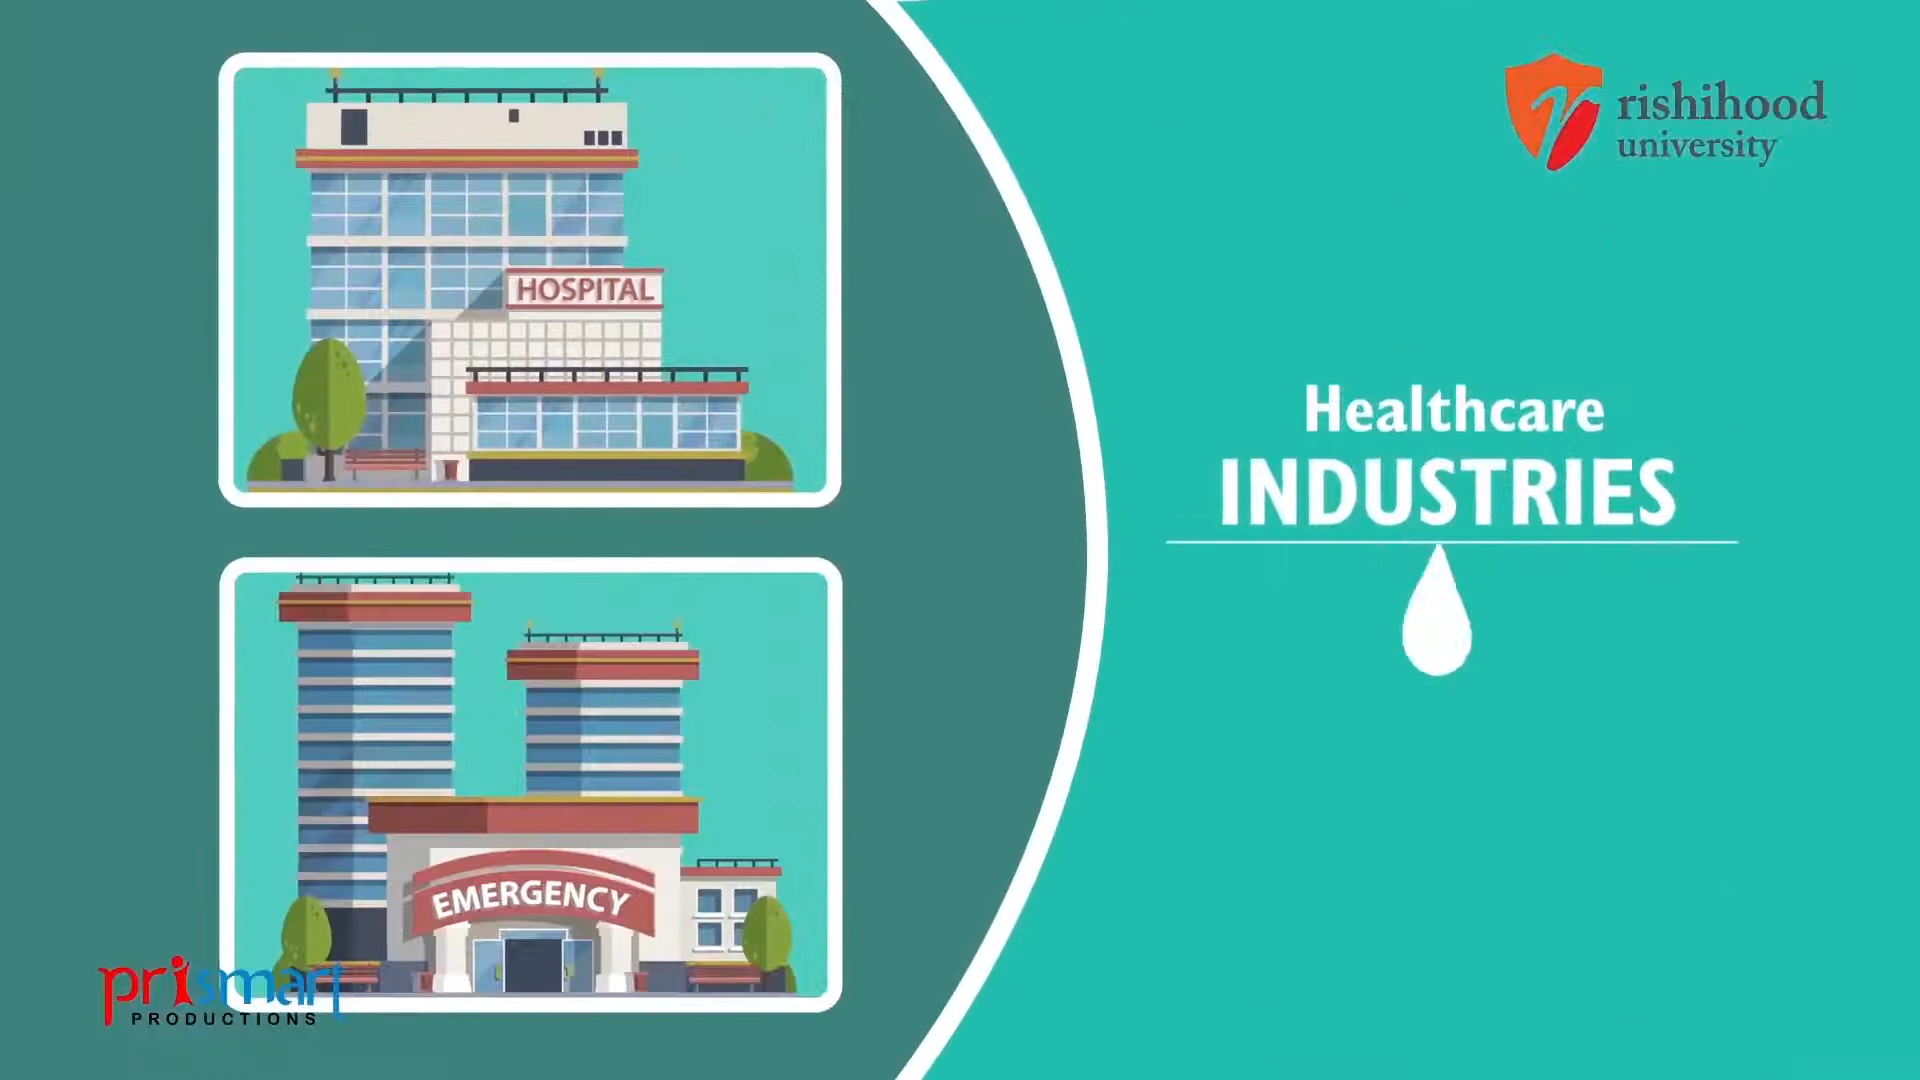 HOSPITAL
EMERGENCY
rishihood
university
Healthcare
INDUSTRIES
prismart
PRODUCTIONS